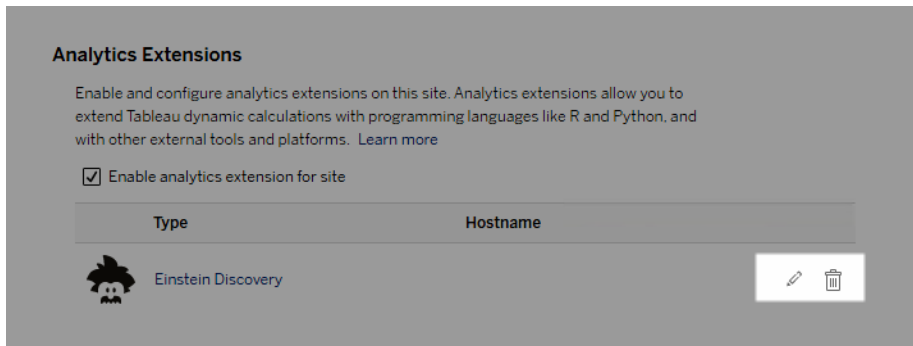 Analytics Extensions
Enable and configure analytics extensions on this site. Analytics extensions allow you to
extend Tableau dynamic calculations with programming languages like R and Python, and
with other external tools and platforms. Learn more
Enable analytics extension for site
Type Hostname
Einstein Discovery